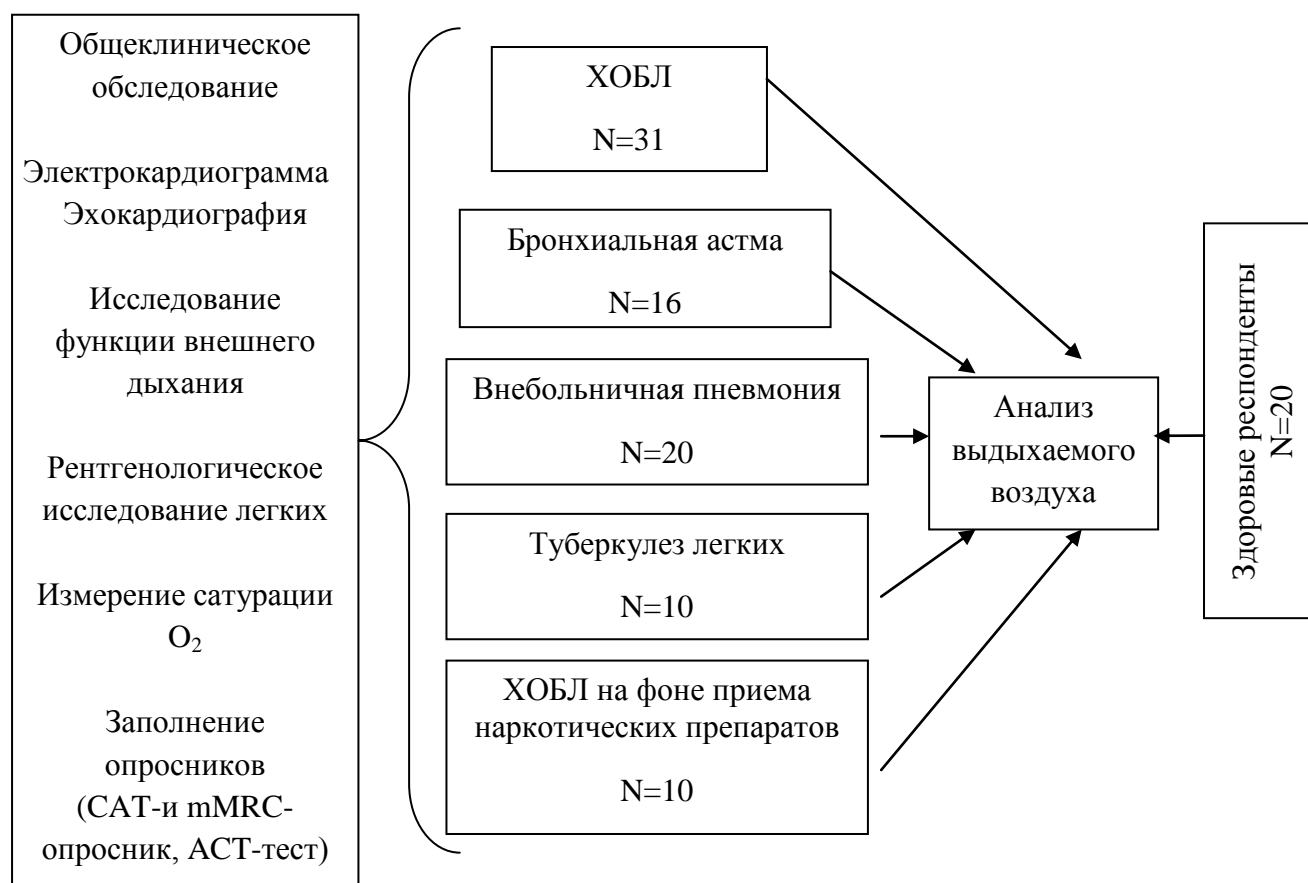 Общеклиническое
обследование
Электрокардиограмма
Эхокардиография
Исследование
функции внешнего
дыхания
Рентгенологическое
исследование легких
Измерение сатурации
O₂
Заполнение
опросников
(CAT-и mMRC-
опросник, АСТ-тест)
ХОБЛ
N=31
Бронхиальная астма
N=16
Внебольничная пневмония
N=20
Туберкулез легких
N=10
ХОБЛ на фоне приема
наркотических препаратов
N=10
Анализ
выдыхаемого
воздуха
Здоровые респонденты
N=20